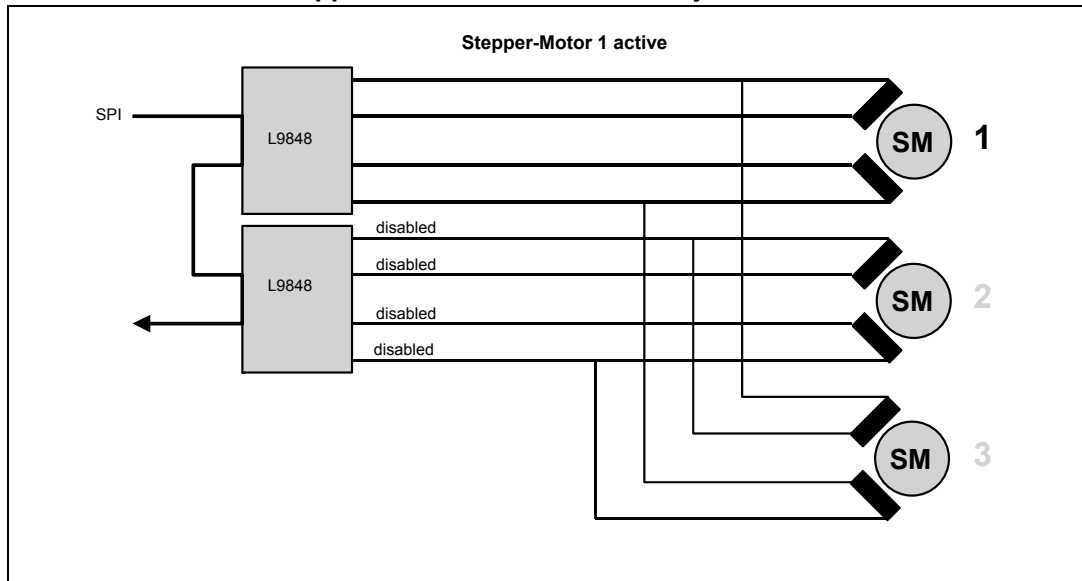 Stepper-Motor 1 active
SPI
L9848
SM
1
disabled
disabled
L9848
SM
2
disabled
disabled
SM
3